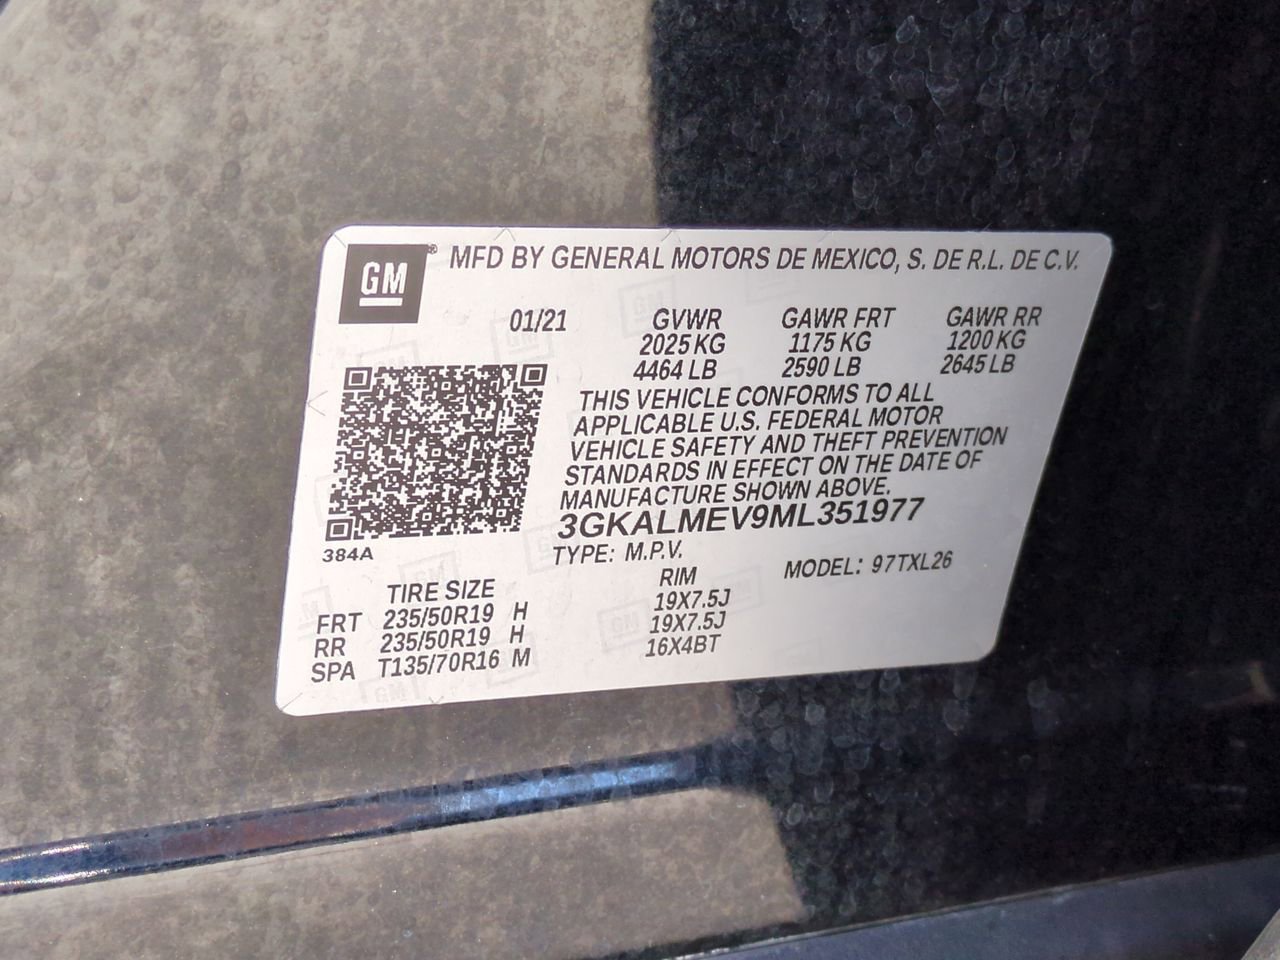 GM® MFD BY GENERAL MOTORS DE MEXICO, S. DE R.L. DE C.V.
01/21 GVWR GAWR FRT GAWR RR
2025 KG 1175 KG 1200 KG
4464 LB 2590 LB 2645 LB
THIS VEHICLE CONFORMS TO ALL
APPLICABLE U.S. FEDERAL MOTOR
VEHICLE SAFETY AND THEFT PREVENTION
STANDARDS IN EFFECT ON THE DATE OF
MANUFACTURE SHOWN ABOVE.
3GKALMEV9ML351977
384A TYPE: M.P.V. MODEL: 97TXL26
TIRE SIZE RIM
FRT 235/50R19 H 19X7.5J
RR 235/50R19 H 19X7.5J
SPA T135/70R16 M 16X4BT